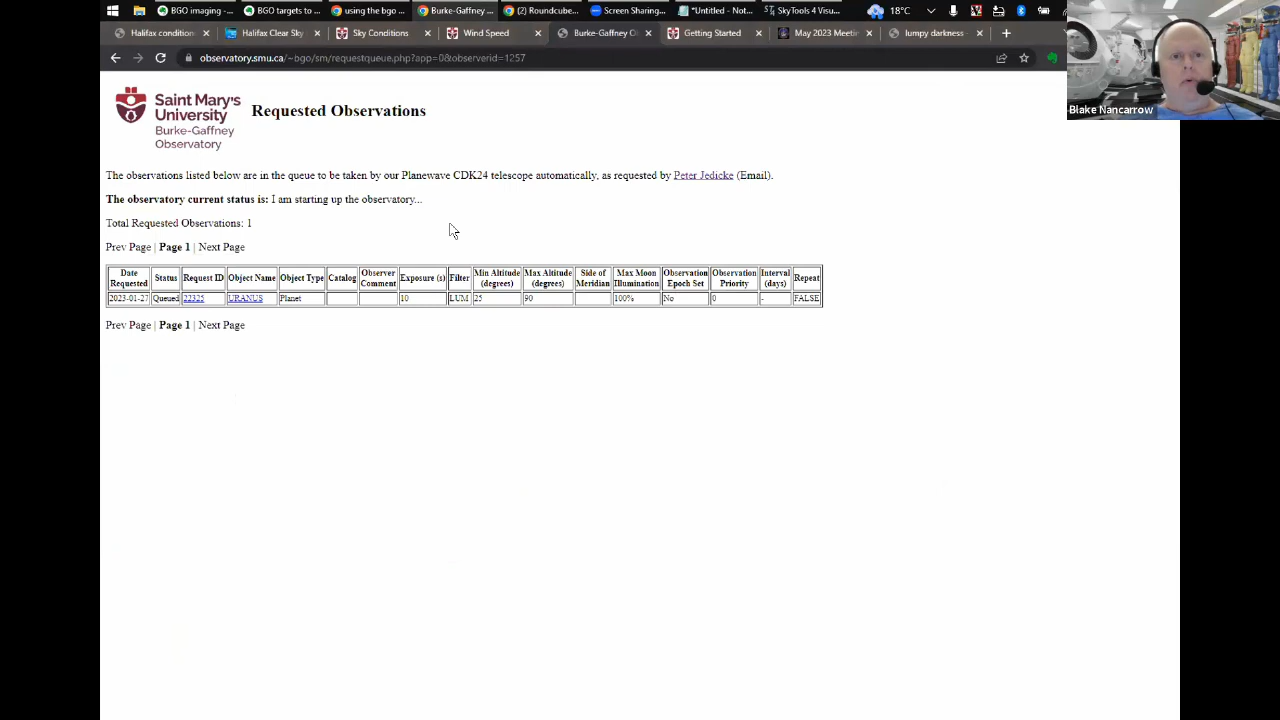 BGO imaging -
BGO targets to ...
using the bgo ...
Burke-Gaffney ...
(2) Roundcube...
Screen Sharing...
*Untitled - Not...
SkyTools 4 Visu...
18°C
Halifax condition
Halifax Clear Sky
Sky Conditions
Wind Speed
Burke-Gaffney O
Getting Started
May 2023 Meetin
lumpy darkness
observatory.smu.ca/~bgo/sm/requestqueue.php?app=0&observerid=1257
Blake Nancarrow
Saint Mary's
University
Burke-Gaffney
Observatory
Requested Observations
The observations listed below are in the queue to be taken by our Planewave CDK24 telescope automatically, as requested by Peter Jedicke (Email).
The observatory current status is: I am starting up the observatory...
Total Requested Observations: 1
Prev Page | Page 1 | Next Page
Date Requested Status Request ID Object Name Object Type Catalog Observer Comment Exposure (s) Filter Min Altitude (degrees) Max Altitude (degrees) Side of Meridian Max Moon Illumination Observation Epoch Set Observation Priority Interval (days) Repeat
2023-01-27 Queued 22325 URANUS Planet 10 LUM 25 90 100% No 0 - FALSE
Prev Page | Page 1 | Next Page